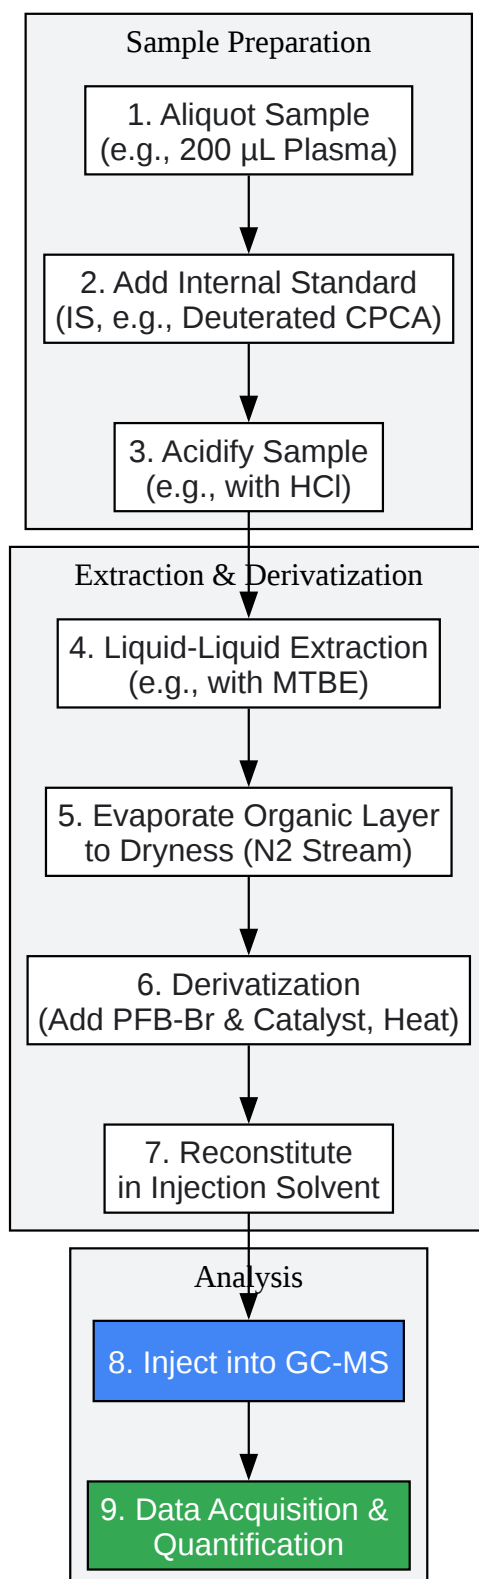 Sample Preparation
1. Aliquot Sample
(e.g., 200 µL Plasma)
2. Add Internal Standard
(IS, e.g., Deuterated CPCA)
3. Acidify Sample
(e.g., with HCl)
Extraction & Derivatization
4. Liquid-Liquid Extraction
(e.g., with MTBE)
5. Evaporate Organic Layer
to Dryness (N2 Stream)
6. Derivatization
(Add PFB-Br & Catalyst, Heat)
7. Reconstitute
in Injection Solvent
Analysis
8. Inject into GC-MS
9. Data Acquisition &
Quantification